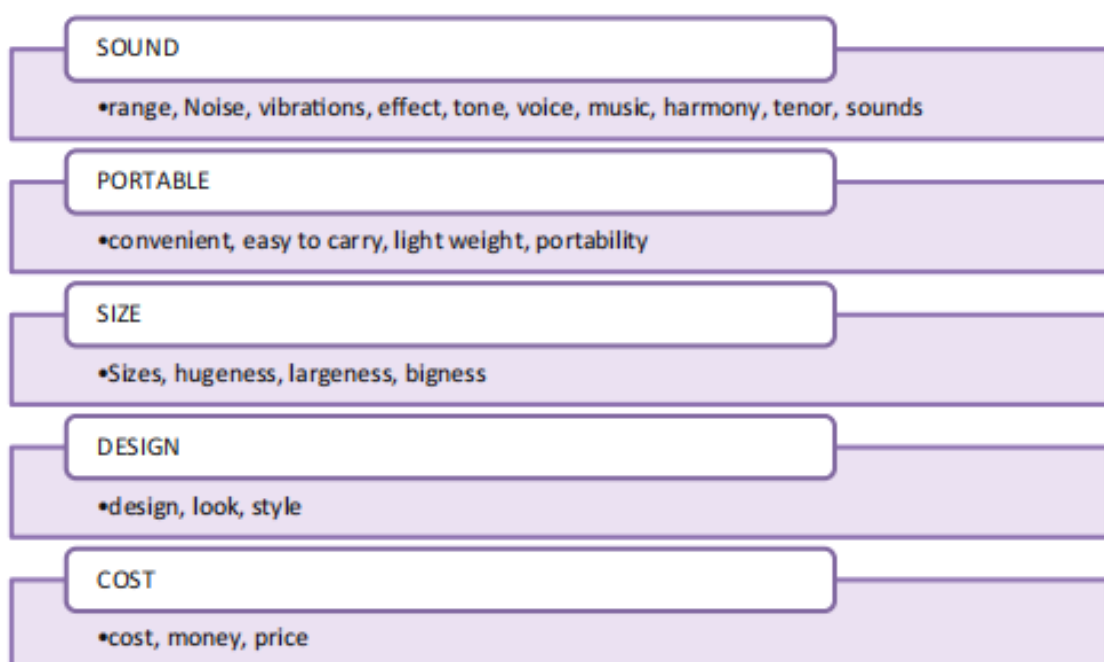 SOUND
•range, Noise, vibrations, effect, tone, voice, music, harmony, tenor, sounds
PORTABLE
•convenient, easy to carry, light weight, portability
SIZE
•Sizes, hugeness, largeness, bigness
DESIGN
•design, look, style
COST
•cost, money, price